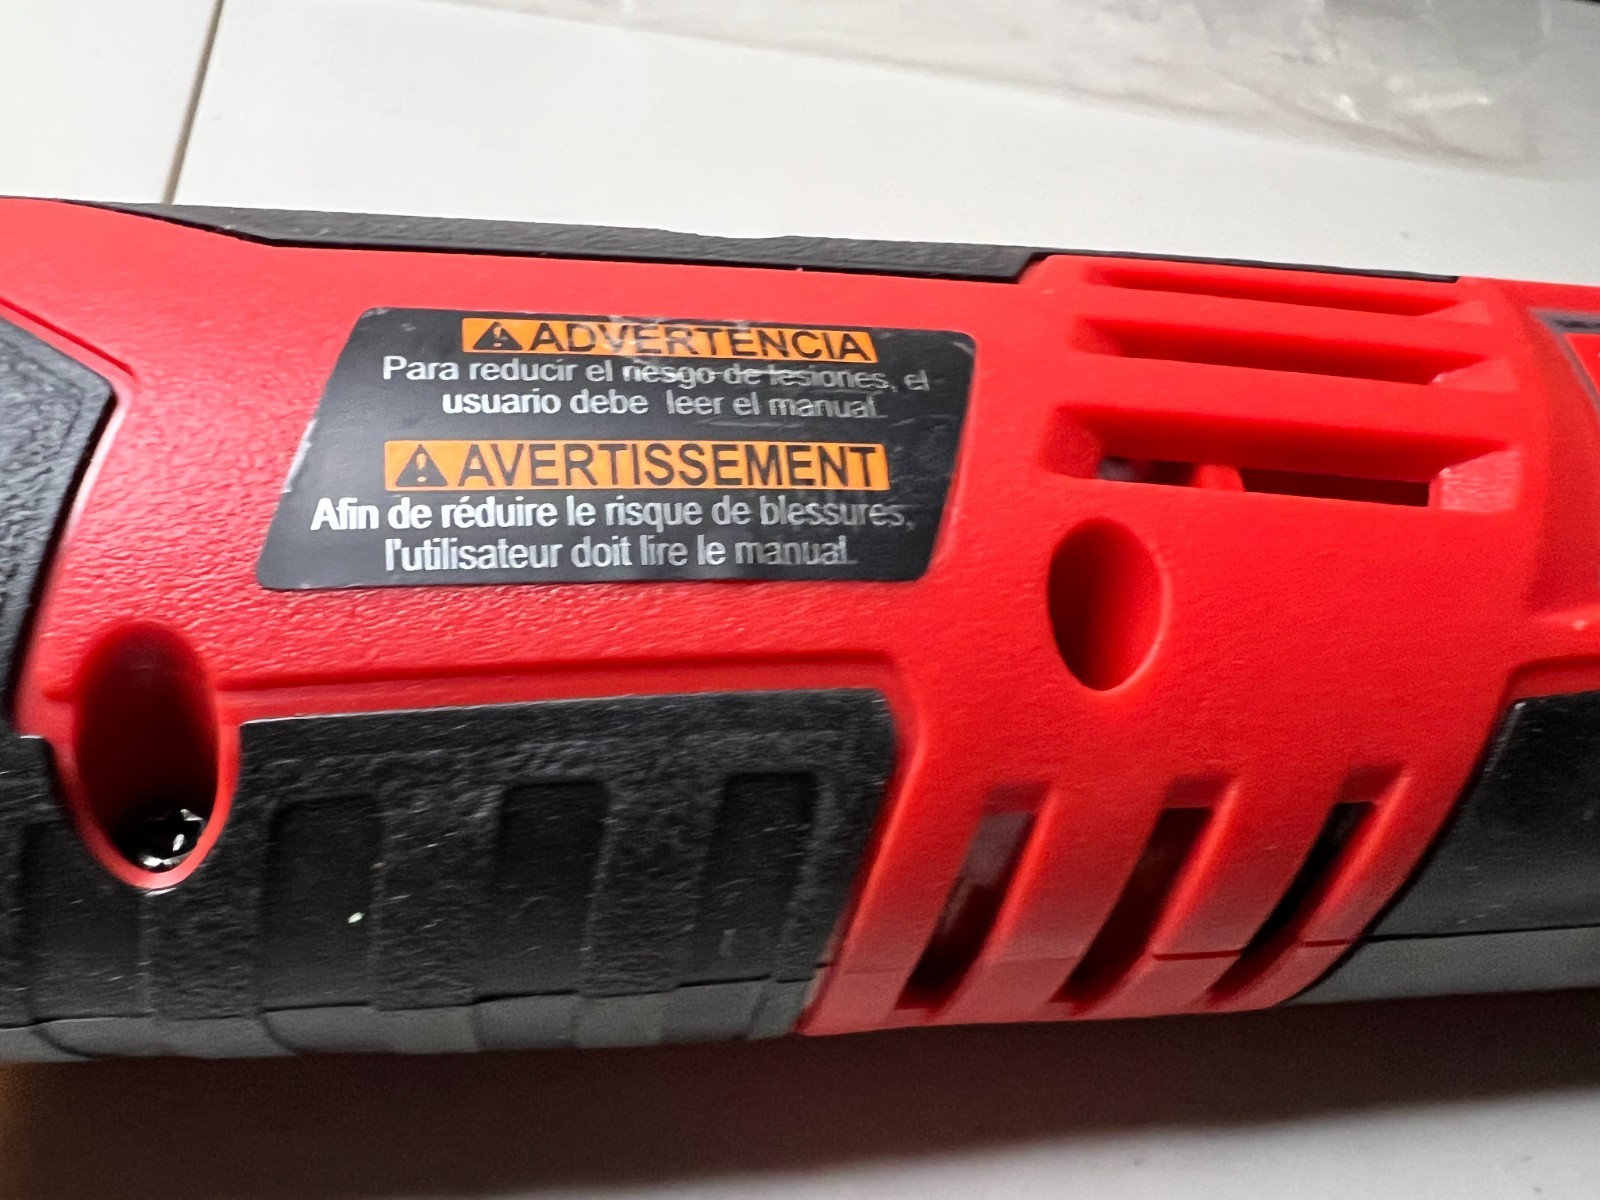 ADVERTENCIA
Para reducir el riesgo de lesiones, el
usuario debe leer el manual.
AVERTISSEMENT
Afin de réduire le risque de blessures,
l'utilisateur doit lire le manual.